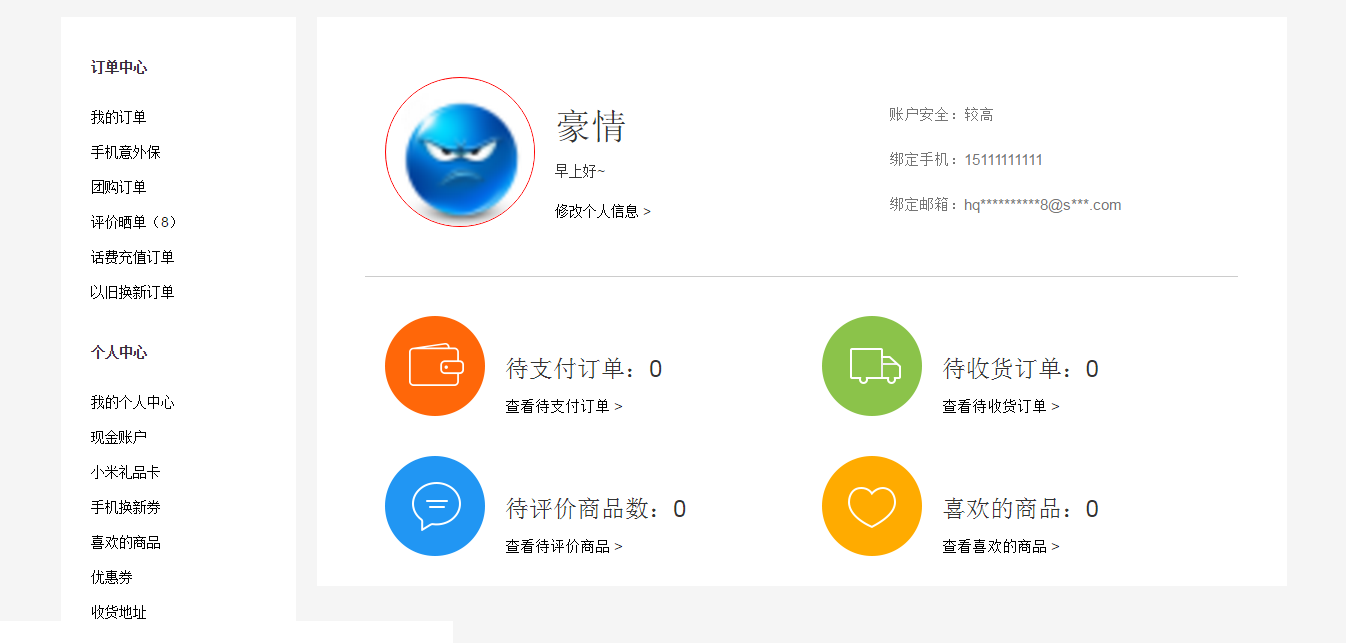 订单中心
我的订单
手机意外保
团购订单
评价晒单（8）
话费充值订单
以旧换新订单
个人中心
我的个人中心
现金账户
小米礼品卡
手机换新券
喜欢的商品
优惠券
收货地址
豪情
早上好~
修改个人信息 >
账户安全：较高
绑定手机：15111111111
绑定邮箱：hq**********8@s***.com
待支付订单：0
查看待支付订单 >
待收货订单：0
查看待收货订单 >
待评价商品数：0
查看待评价商品 >
喜欢的商品：0
查看喜欢的商品 >